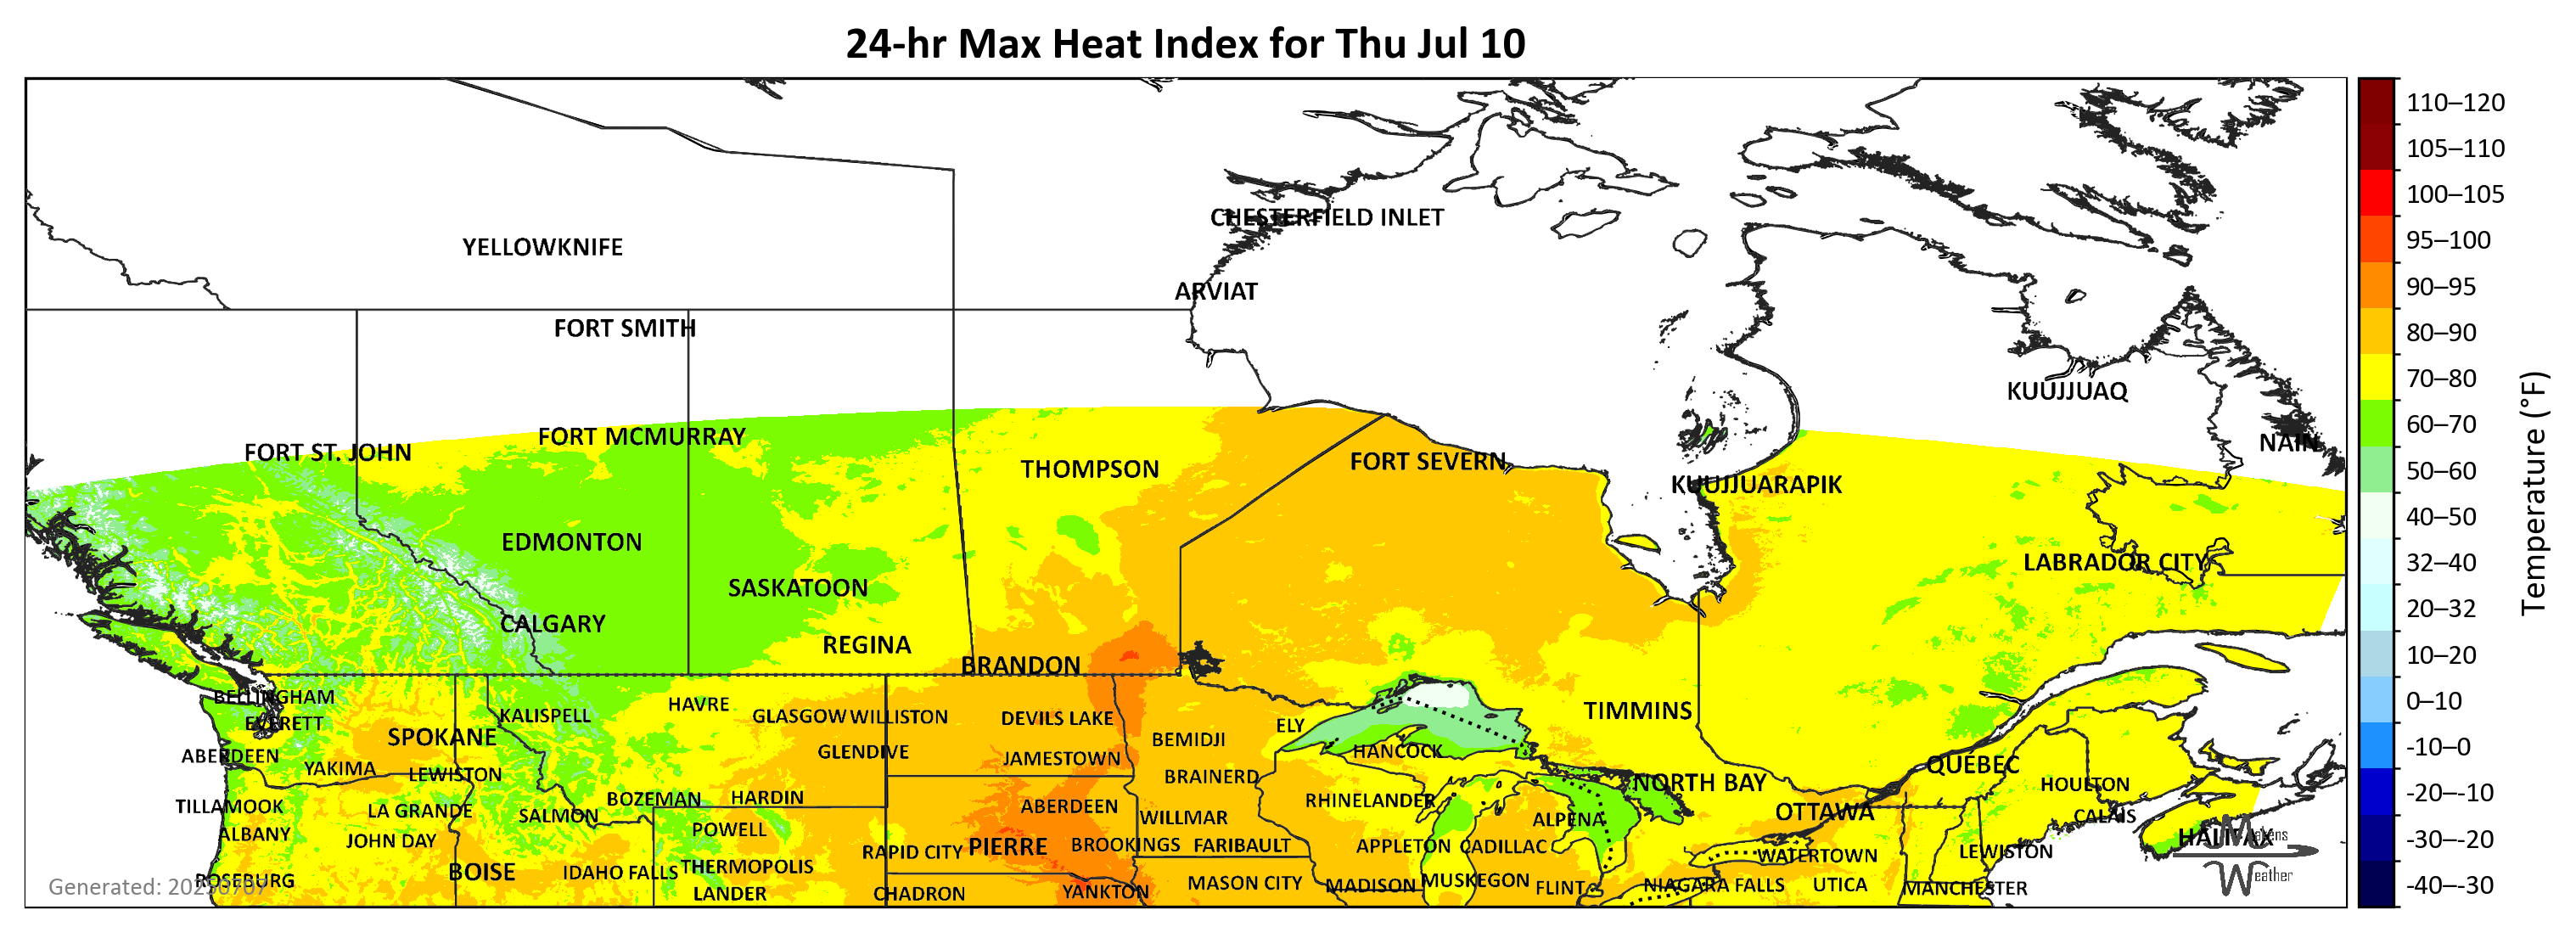 24-hr Max Heat Index for Thu Jul 10
CHESTERFIELD INLET
YELLOWKNIFE
ARVIAT
FORT SMITH
KUUJJUAQ
FORT MCMURRAY
NAIN
FORT ST. JOHN
FORT SEVERN
THOMPSON
KUUJJUARAPIK
EDMONTON
LABRADOR CITY
SASKATOON
CALGARY
REGINA
BRANDON
BELLINGHAM
HAVRE
TIMMINS
KALISPELL
GLASGOW WILLISTON
DEVILS LAKE
EVERETT
ELY
SPOKANE
BEMIDJI
GLENDIVE
HANCOCK
ABERDEEN
JAMESTOWN
QUÉBEC
YAKIMA
LEWISTON
BRAINERD
NORTH BAY
HOULTON
BOZEMAN
HARDIN
RHINELANDER
TILLAMOOK
ABERDEEN
LA GRANDE
SALMON
WILLMAR
ALPENA
OTTAWA
CALAIS
ALBANY
POWELL
JOHN DAY
HALIFAX
RAPID CITY
PIERRE
BROOKINGS
FARIBAULT
APPLETON
CADILLAC
WATERTOWN
LEWISTON
BOISE
IDAHO FALLS
THERMOPOLIS
ROSEBURG
MASON CITY
MADISON
MUSKEGON
FLINT
NIAGARA FALLS
UTICA
MANCHESTER
LANDER
CHADRON
YANKTON
Generated: 20250707
Makens
Weather
110–120
105–110
100–105
95–100
90–95
80–90
70–80
60–70
50–60
40–50
32–40
20–32
10–20
0–10
-10–0
-20–-10
-30–-20
-40–-30
Temperature (°F)